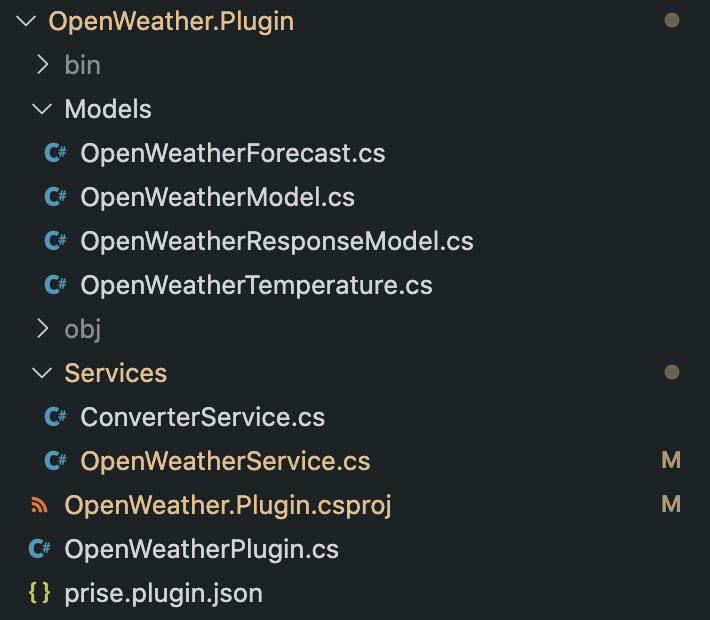 OpenWeather.Plugin
bin
Models
C# OpenWeatherForecast.cs
C# OpenWeatherModel.cs
C# OpenWeatherResponseModel.cs
C# OpenWeatherTemperature.cs
obj
Services
C# ConverterService.cs
C# OpenWeatherService.cs M
OpenWeather.Plugin.csproj M
C# OpenWeatherPlugin.cs
{} prise.plugin.json